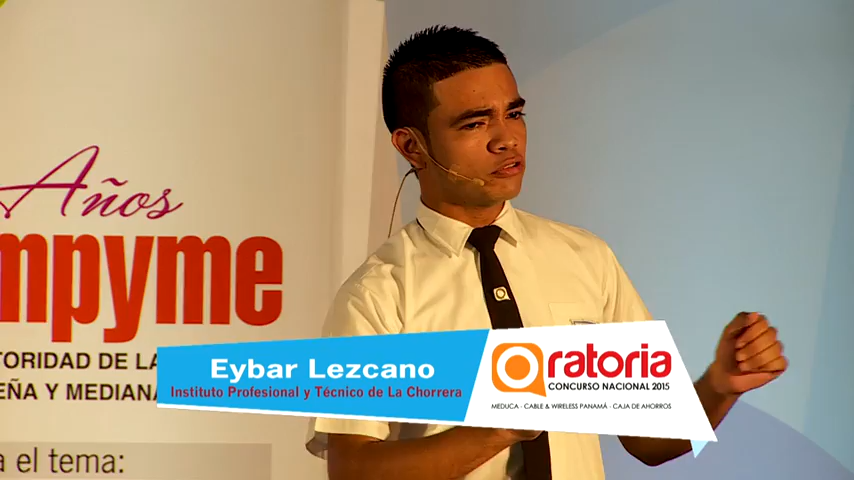 Años
mpyme
TORIDAD DE LA
EÑA Y MEDIANA
a el tema:
Eybar Lezcano
Instituto Profesional y Técnico de La Chorrera
Oratoria
CONCURSO NACIONAL 2015
MEDUCA - CABLE & WIRELESS PANAMÁ - CAJA DE AHORROS